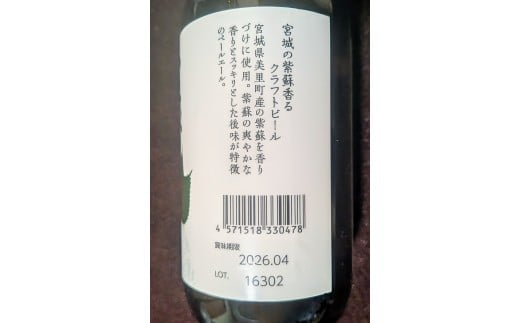 宮城の紫蘇香る
クラフトビール
宮城県美里町産の紫蘇を香り
づけに使用。紫蘇の爽やかな
香りとスッキリとした後味が特徴
のペールエール。
4 571518 330478
賞味期限
2026.04
LOT. 16302